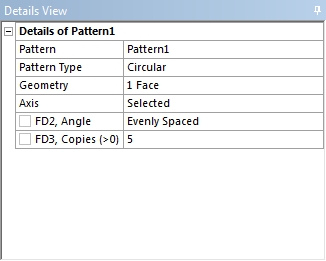 Details View
Details of Pattern1
Pattern Pattern1
Pattern Type Circular
Geometry 1 Face
Axis Selected
FD2, Angle Evenly Spaced
FD3, Copies (>0) 5